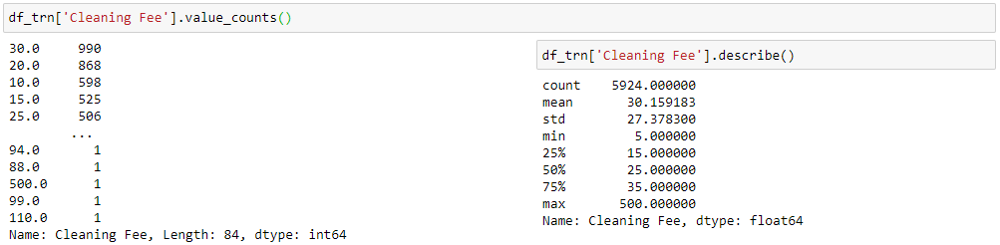 df_trn['Cleaning Fee'].value_counts()
30.0     990
20.0     868
10.0     598
15.0     525
25.0     506
        ...
94.0       1
88.0       1
500.0      1
99.0       1
110.0      1
Name: Cleaning Fee, Length: 84, dtype: int64
df_trn['Cleaning Fee'].describe()
count    5924.000000
mean       30.159183
std        27.378300
min         5.000000
25%        15.000000
50%        25.000000
75%        35.000000
max       500.000000
Name: Cleaning Fee, dtype: float64